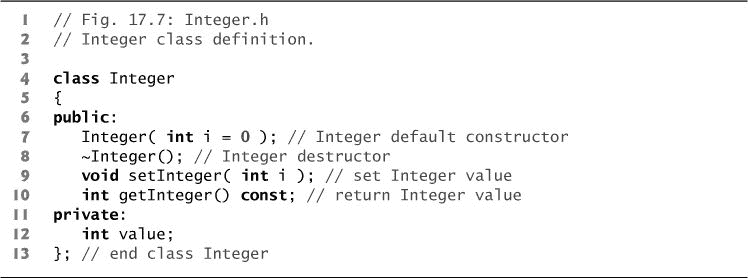 1 // Fig. 17.7: Integer.h
2 // Integer class definition.
3
4 class Integer
5 {
6 public:
7 Integer( int i = 0 ); // Integer default constructor
8 ~Integer(); // Integer destructor
9 void setInteger( int i ); // set Integer value
10 int getInteger() const; // return Integer value
11 private:
12 int value;
13 }; // end class Integer